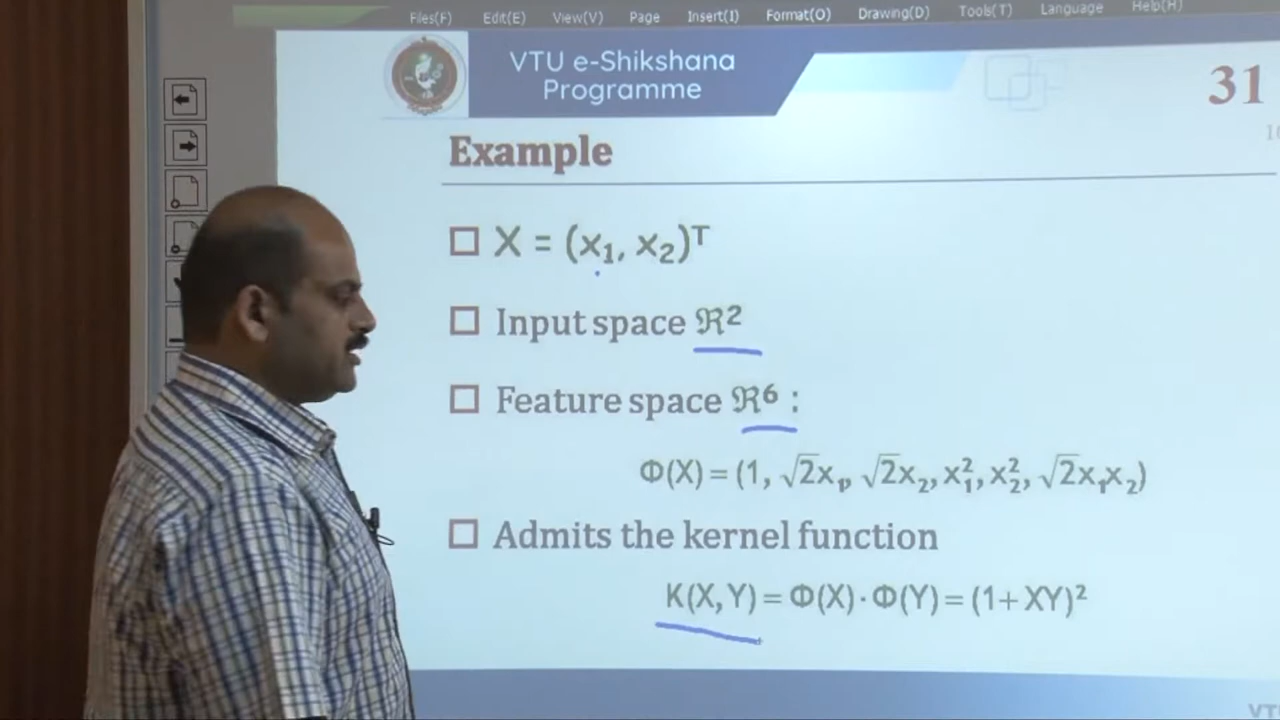 Files(F) Edit(E) View(V) Page Insert(I) Format(O) Drawing(D) Tools(T) Language Help(H)
VTU e-Shikshana
Programme
31
Example
X = (x₁, x₂)ᵀ
Input space ℜ²
Feature space ℜ⁶ :
Φ(X) = (1, √2x₁, √2x₂, x₁², x₂², √2x₁x₂)
Admits the kernel function
K(X, Y) = Φ(X) · Φ(Y) = (1+ XY)²